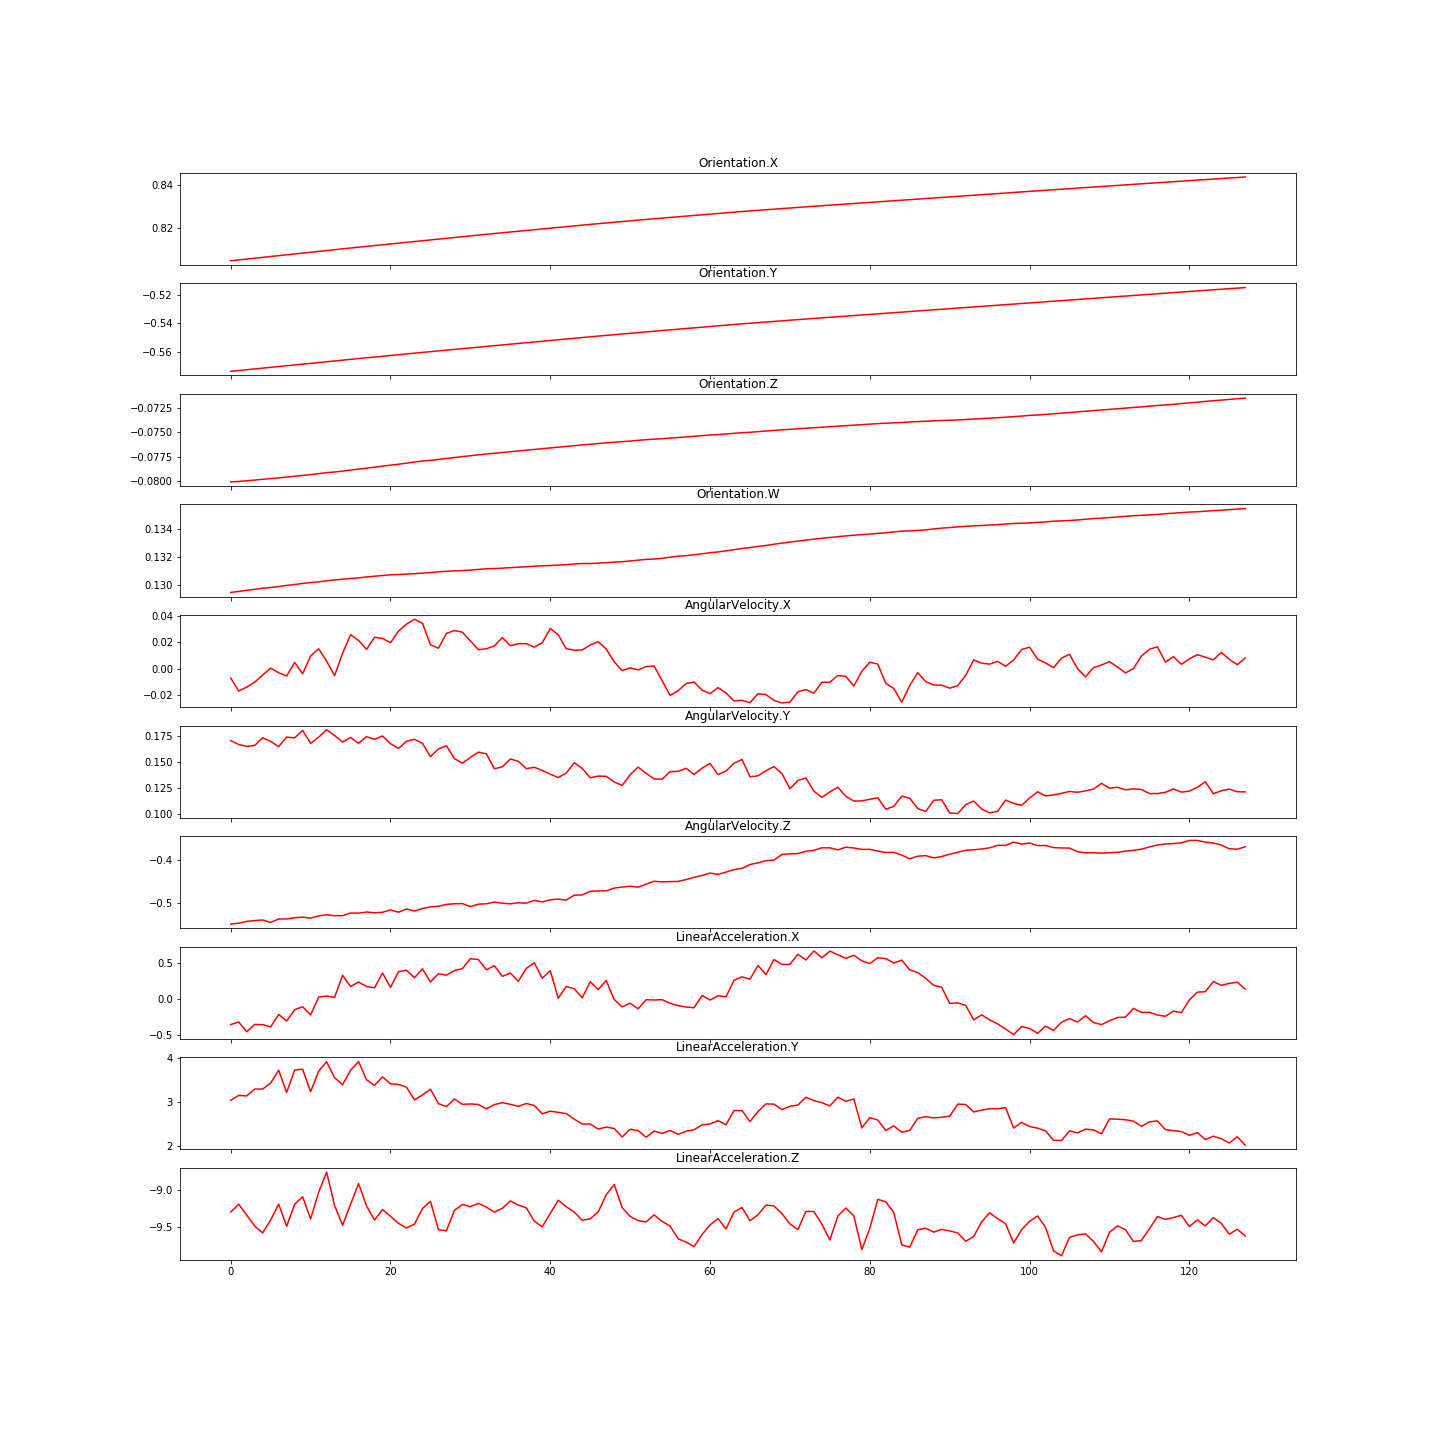 Orientation.X
0.84
0.82
Orientation.Y
−0.52
−0.54
−0.56
Orientation.Z
−0.0725
−0.0750
−0.0775
−0.0800
Orientation.W
0.134
0.132
0.130
AngularVelocity.X
0.04
0.02
0.00
−0.02
AngularVelocity.Y
0.175
0.150
0.125
0.100
AngularVelocity.Z
−0.4
−0.5
LinearAcceleration.X
0.5
0.0
−0.5
LinearAcceleration.Y
4
3
2
LinearAcceleration.Z
−9.0
−9.5
0 20 40 60 80 100 120